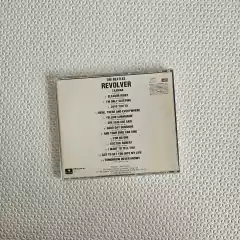 THE BEATLES
REVOLVER
TAXMAN
ELEANOR RIGBY
I'M ONLY SLEEPING
LOVE YOU TO
HERE, THERE AND EVERYWHERE
YELLOW SUBMARINE
SHE SAID SHE SAID
GOOD DAY SUNSHINE
AND YOUR BIRD CAN SING
FOR NO ONE
DOCTOR ROBERT
I WANT TO TELL YOU
GOT TO GET YOU INTO MY LIFE
TOMORROW NEVER KNOWS